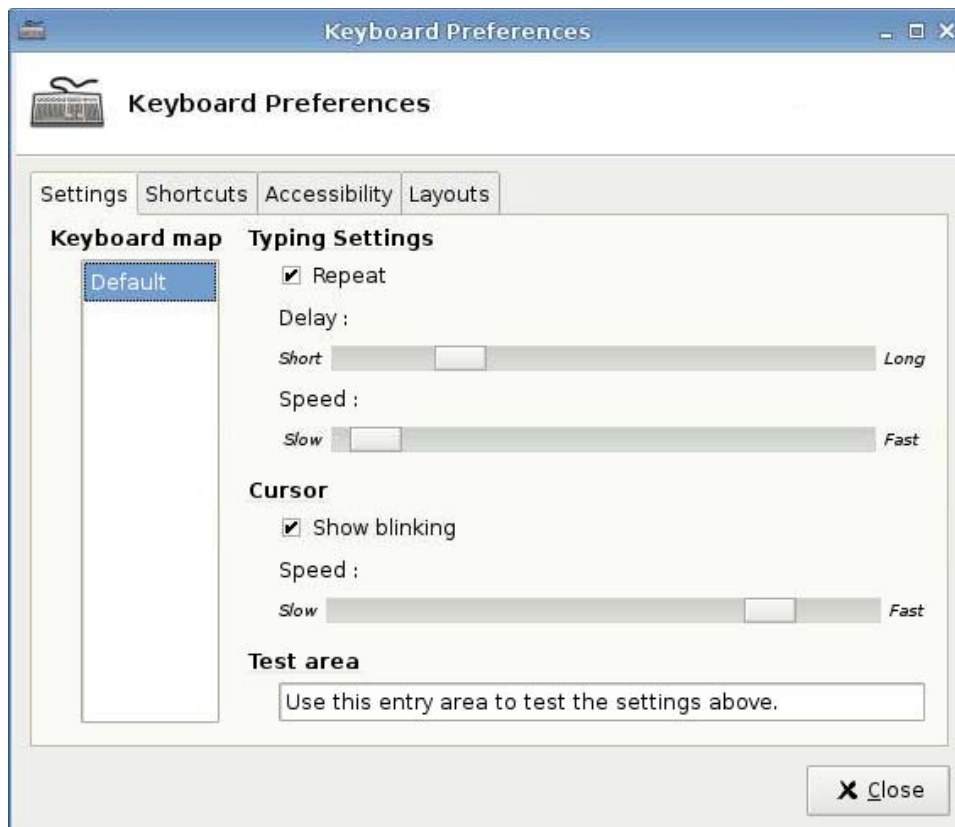 Keyboard Preferences
Keyboard Preferences
Settings Shortcuts Accessibility Layouts
Keyboard map
Default
Typing Settings
Repeat
Delay :
Short Long
Speed :
Slow Fast
Cursor
Show blinking
Speed :
Slow Fast
Test area
Use this entry area to test the settings above.
Close